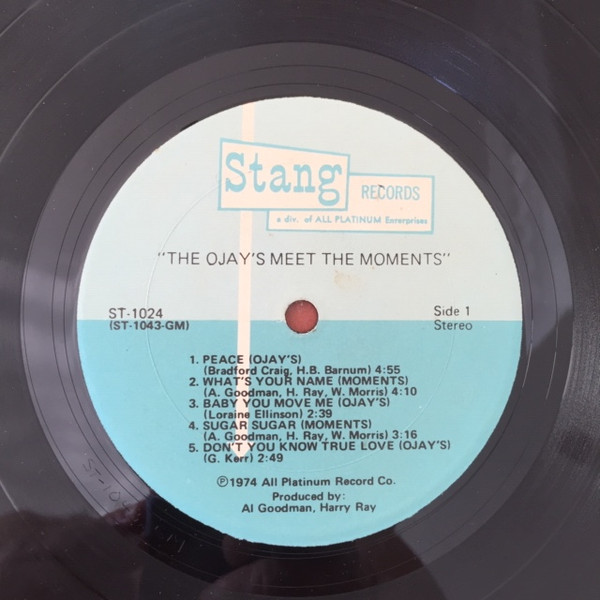 Stang
RECORDS
a div. of ALL PLATINUM Enterprises
"THE OJAY'S MEET THE MOMENTS"
ST-1024
(ST-1043-GM)
Side 1
Stereo
1. PEACE (OJAY'S)
(Bradford Craig, H.B. Barnum) 4:55
2. WHAT'S YOUR NAME (MOMENTS)
(A. Goodman, H. Ray, W. Morris) 4:10
3. BABY YOU MOVE ME (OJAY'S)
(Loraine Ellinson) 2:39
4. SUGAR SUGAR (MOMENTS)
(A. Goodman, H. Ray, W. Morris) 3:16
5. DON'T YOU KNOW TRUE LOVE (OJAY'S)
(G. Kerr) 2:49
Ⓟ1974 All Platinum Record Co.
Produced by:
Al Goodman, Harry Ray